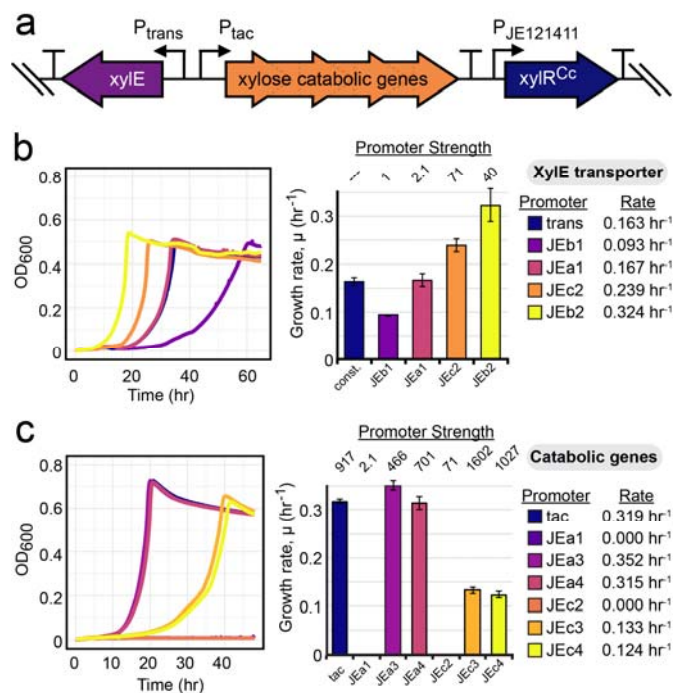 a
P_trans
P_tac
P_JE121411
xylE
xylose catabolic genes
xylR^Cc
b
Promoter Strength
--- 1 2.1 71 40
0.8
0.6
0.4
0.2
0
OD600
0 20 40 60
Time (hr)
Growth rate, µ (hr-1)
0.3
0.2
0.1
0
const. JEb1 JEa1 JEc2 JEb2
XylE transporter
Promoter Rate
trans 0.163 hr-1
JEb1 0.093 hr-1
JEa1 0.167 hr-1
JEc2 0.239 hr-1
JEb2 0.324 hr-1
c
Promoter Strength
917 2.1 466 701 71 1602 1027
0.8
0.6
0.4
0.2
0
OD600
0 20 40
Time (hr)
Growth rate, µ (hr-1)
0.3
0.2
0.1
0
tac JEa1 JEa3 JEa4 JEc2 JEc3 JEc4
Catabolic genes
Promoter Rate
tac 0.319 hr-1
JEa1 0.000 hr-1
JEa3 0.352 hr-1
JEa4 0.315 hr-1
JEc2 0.000 hr-1
JEc3 0.133 hr-1
JEc4 0.124 hr-1